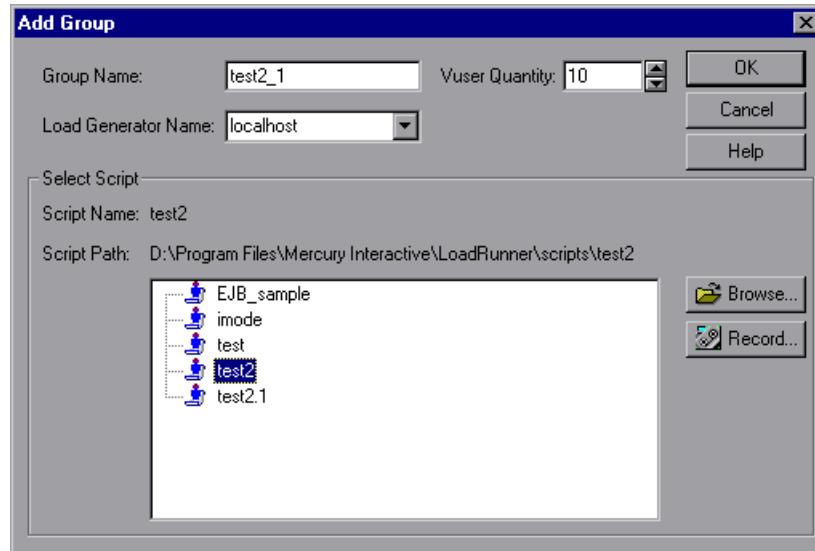 Add Group
Group Name: test2_1 Vuser Quantity: 10 OK
Load Generator Name: localhost Cancel
Help
Select Script
Script Name: test2
Script Path: D:\Program Files\Mercury Interactive\LoadRunner\scripts\test2
EJB_sample Browse...
imode
test Record...
test2
test2.1